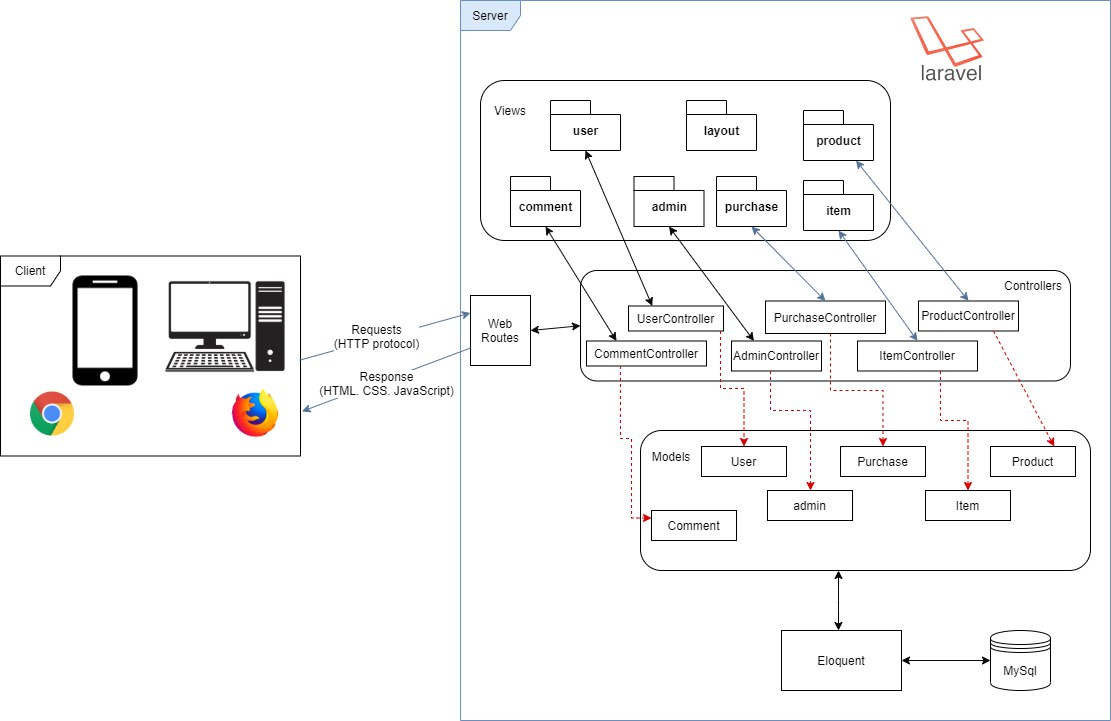 Server
laravel
Views
user
layout
product
comment
admin
purchase
item
Client
Requests
(HTTP protocol)
Response
(HTML. CSS. JavaScript)
Web
Routes
Controllers
UserController
PurchaseController
ProductController
CommentController
AdminController
ItemController
Models
User
Purchase
Product
admin
Item
Comment
Eloquent
MySql